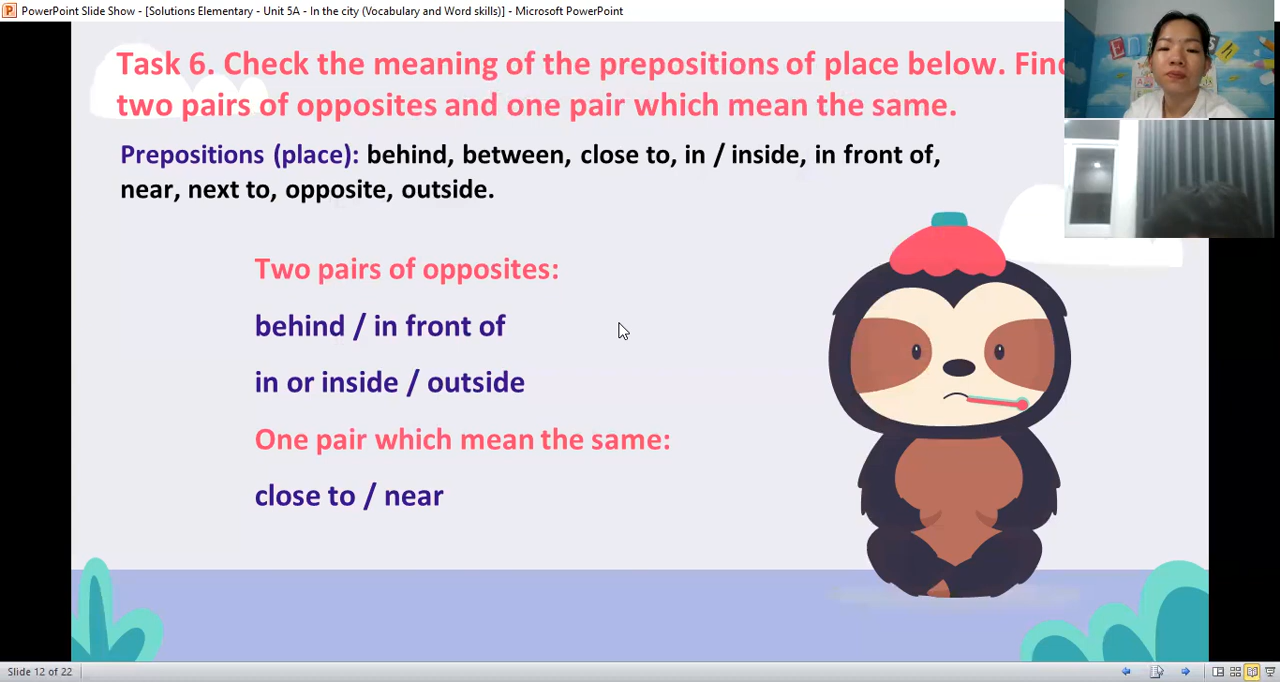 PowerPoint Slide Show - [Solutions Elementary - Unit 5A - In the city (Vocabulary and Word skills)] - Microsoft PowerPoint
Task 6. Check the meaning of the prepositions of place below.
two pairs of opposites and one pair which mean the same.
Prepositions (place): behind, between, close to, in / inside, in front of,
near, next to, opposite, outside.
Two pairs of opposites:
behind / in front of
in or inside / outside
One pair which mean the same:
close to / near
Slide 12 of 22